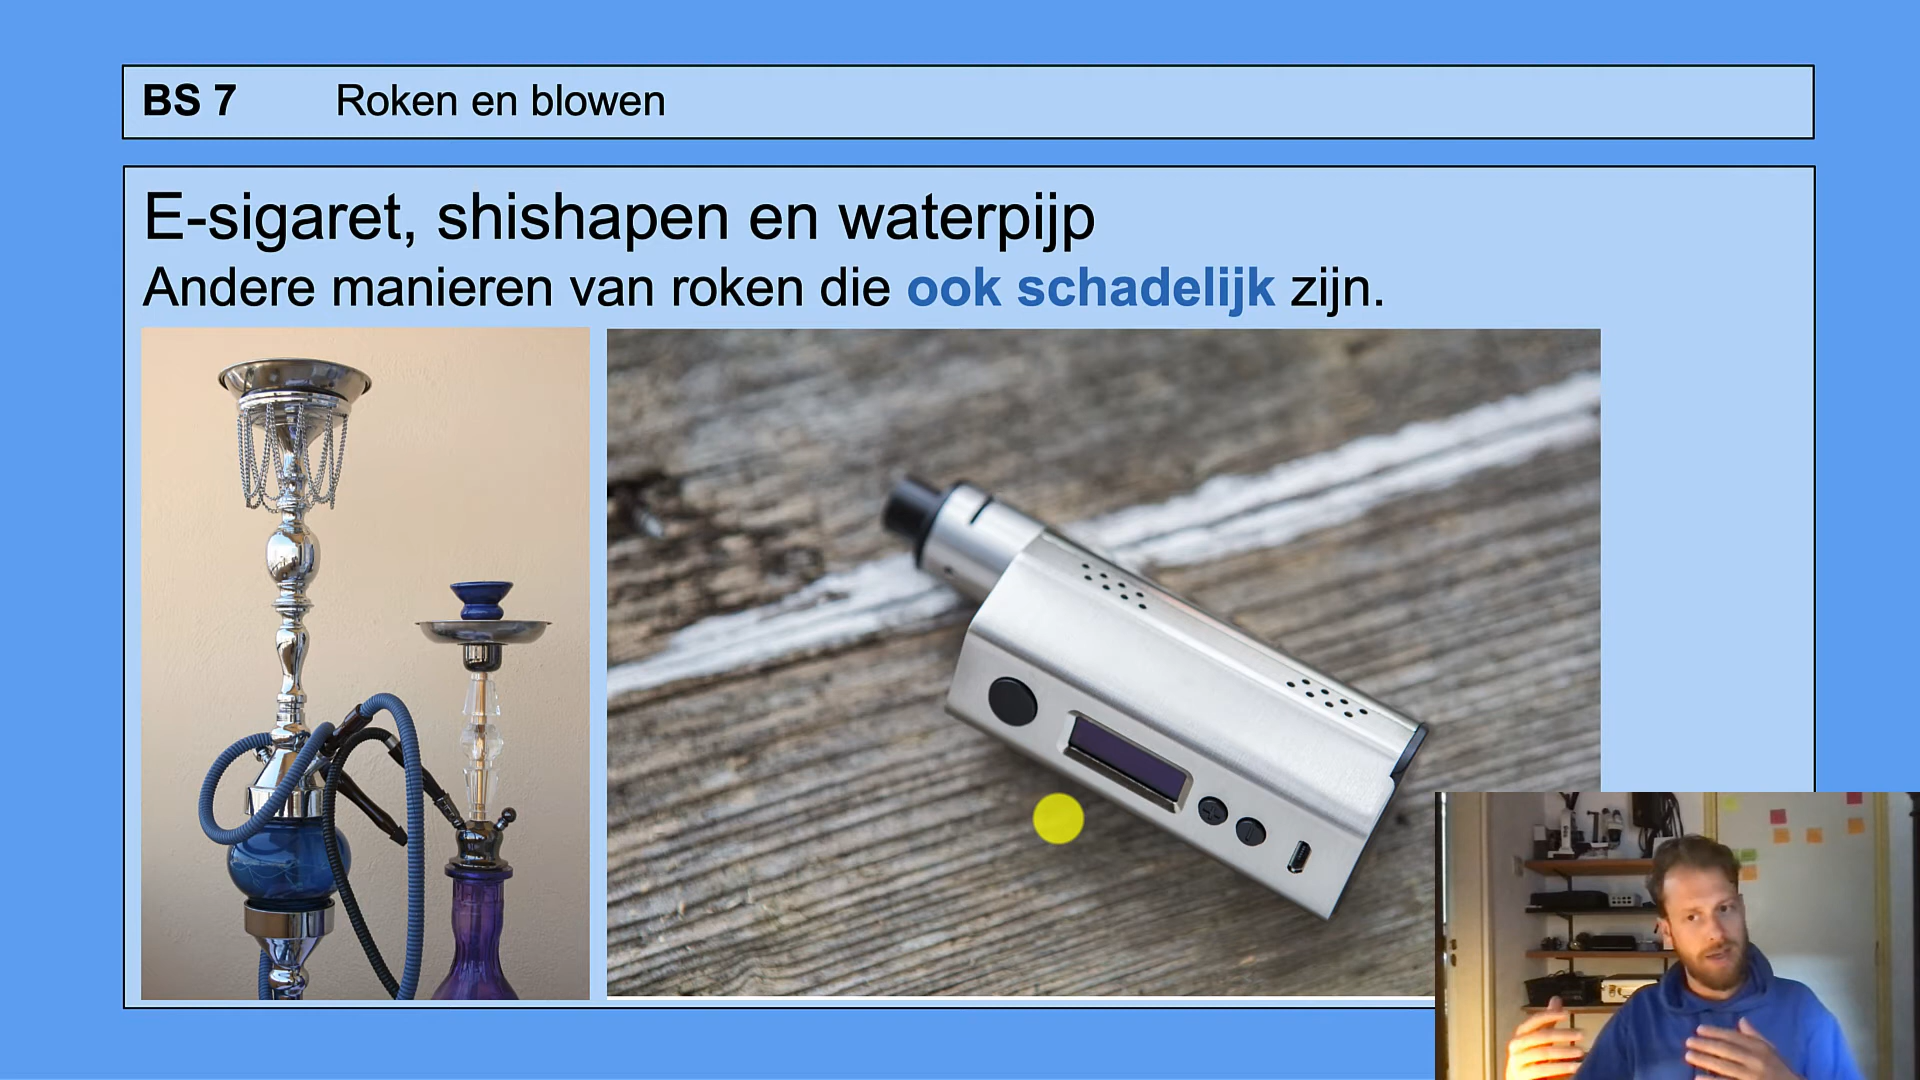 BS 7 Roken en blowen
E-sigaret, shishapen en waterpijp
Andere manieren van roken die ook schadelijk zijn.